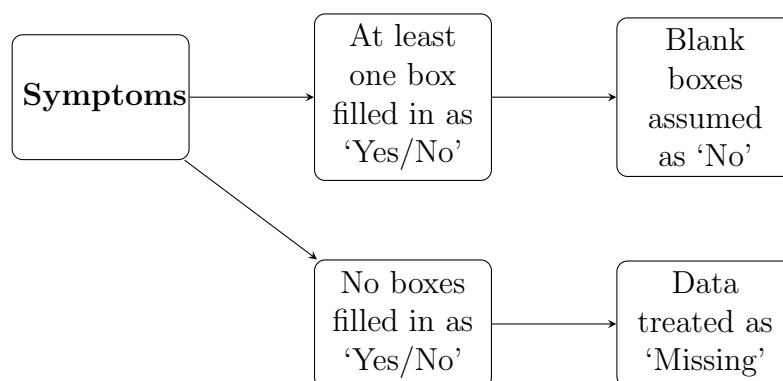 Symptoms
At least
one box
filled in as
‘Yes/No’
Blank
boxes
assumed
as ‘No’
No boxes
filled in as
‘Yes/No’
Data
treated as
‘Missing’